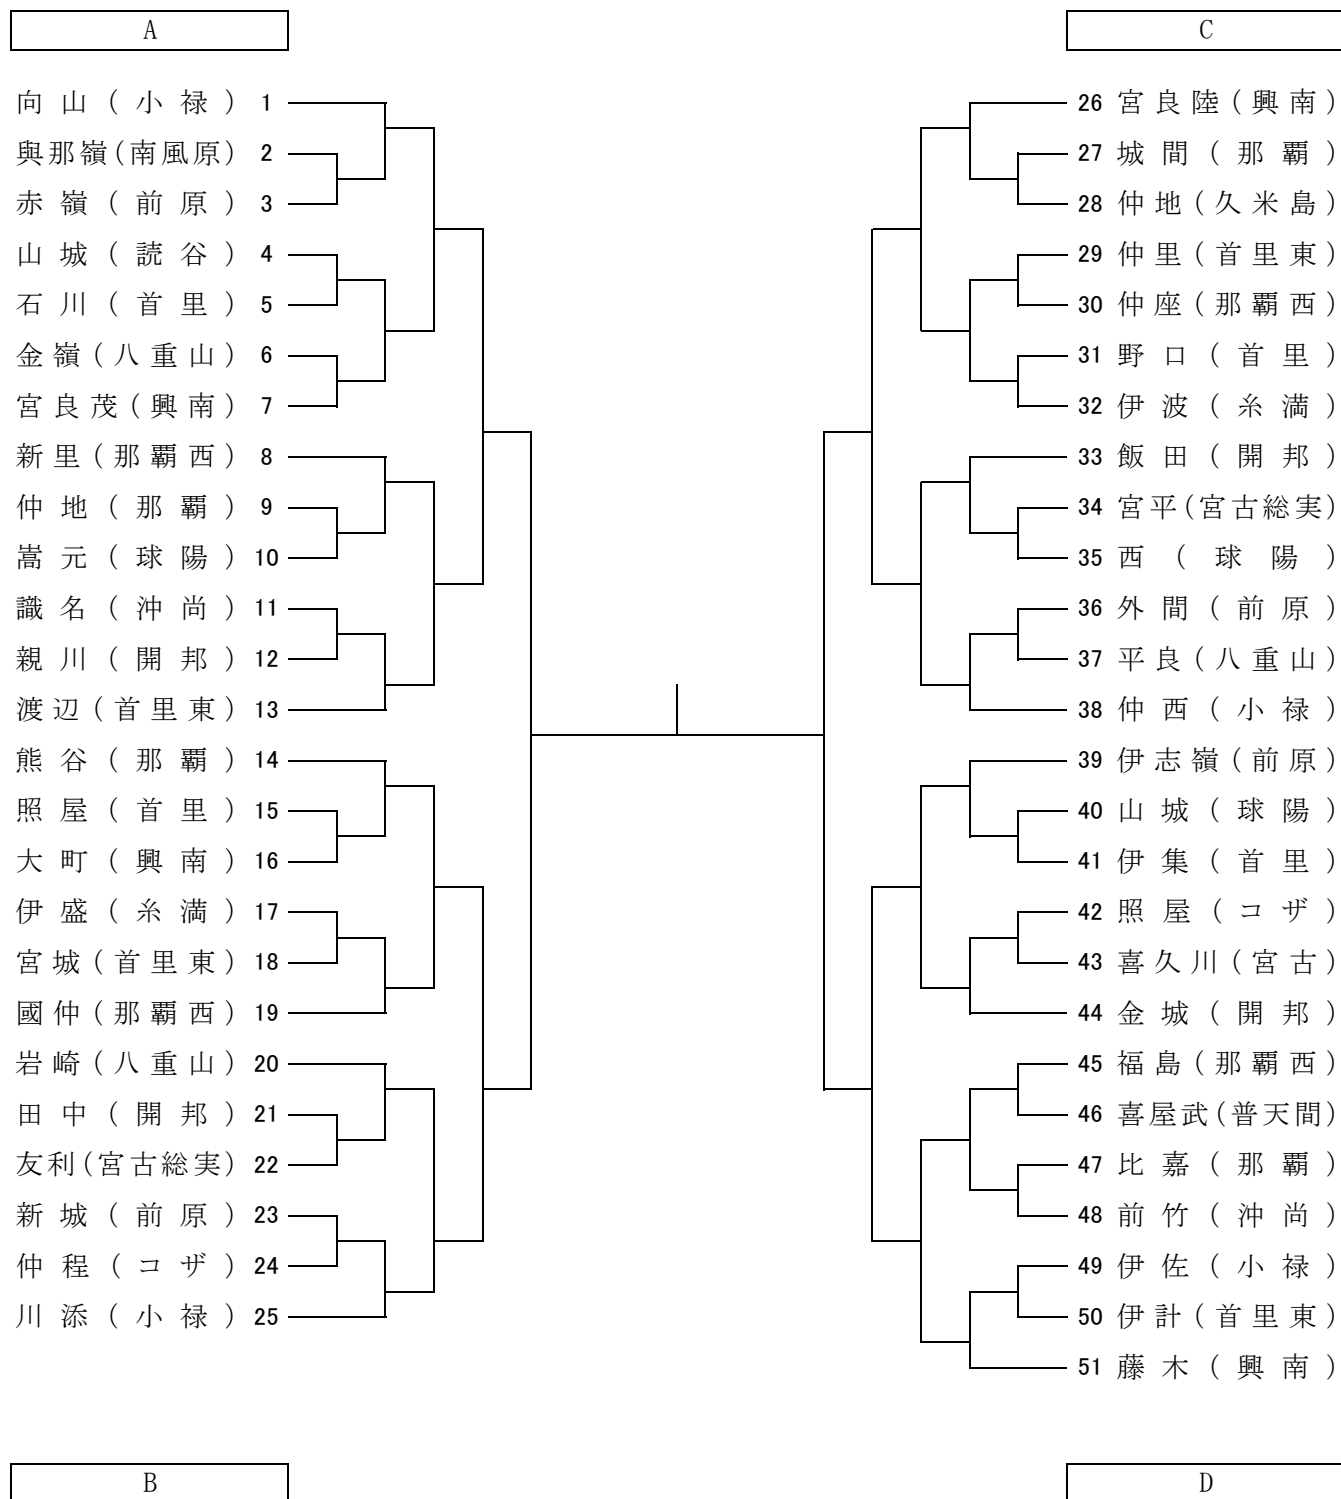 A
向山(小禄) 1
與那嶺(南風原) 2
赤嶺(前原) 3
山城(読谷) 4
石川(首里) 5
金嶺(八重山) 6
宮良茂(興南) 7
新里(那覇西) 8
仲地(那覇) 9
嵩元(球陽) 10
識名(沖尚) 11
親川(開邦) 12
渡辺(首里東) 13
熊谷(那覇) 14
照屋(首里) 15
大町(興南) 16
伊盛(糸満) 17
宮城(首里東) 18
國仲(那覇西) 19
岩崎(八重山) 20
田中(開邦) 21
友利(宮古総実) 22
新城(前原) 23
仲程(コザ) 24
川添(小禄) 25
B
C
26 宮良陸(興南)
27 城間(那覇)
28 仲地(久米島)
29 仲里(首里東)
30 仲座(那覇西)
31 野口(首里)
32 伊波(糸満)
33 飯田(開邦)
34 宮平(宮古総実)
35 西(球陽)
36 外間(前原)
37 平良(八重山)
38 仲西(小禄)
39 伊志嶺(前原)
40 山城(球陽)
41 伊集(首里)
42 照屋(コザ)
43 喜久川(宮古)
44 金城(開邦)
45 福島(那覇西)
46 喜屋武(普天間)
47 比嘉(那覇)
48 前竹(沖尚)
49 伊佐(小禄)
50 伊計(首里東)
51 藤木(興南)
D